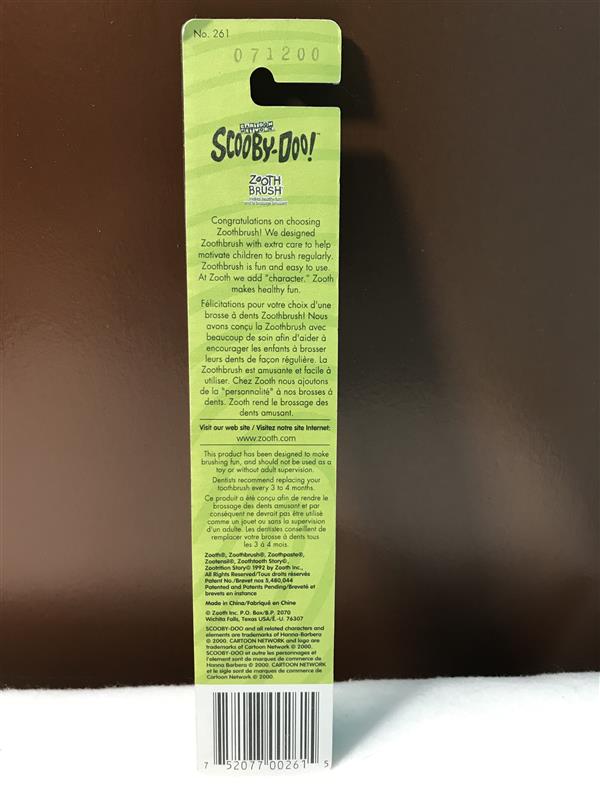 No. 261
071200
CARTOON NETWORK
SCOOBY-DOO!™
ZOOTH
BRUSH
Congratulations on choosing
Zoothbrush! We designed
Zoothbrush with extra care to help
motivate children to brush regularly.
Zoothbrush is fun and easy to use.
At Zooth we add "character." Zooth
makes healthy fun.
Félicitations pour votre choix d'une
brosse à dents Zoothbrush! Nous
avons conçu la Zoothbrush avec
beaucoup de soin afin d'aider à
encourager les enfants à brosser
leurs dents de façon régulière. La
Zoothbrush est amusante et facile à
utiliser. Chez Zooth nous ajoutons
de la "personnalité" à nos brosses à
dents. Zooth rend le brossage des
dents amusant.
Visit our web site / Visitez notre site Internet:
www.zooth.com
This product has been designed to make
brushing fun, and should not be used as a
toy or without adult supervision.
Dentists recommend replacing your
toothbrush every 3 to 4 months.
Ce produit a été conçu afin de rendre le
brossage des dents amusant et par
conséquent ne devrait pas être utilisé
comme un jouet ou sans la supervision
d'un adulte. Les dentistes conseillent de
remplacer votre brosse à dents tous
les 3 à 4 mois.
Zooth®, Zoothbrush®, Zoothpaste®,
Zootensil®, Zoothtooth Story©,
Zootrition Story© 1992 by Zooth Inc.,
All Rights Reserved/Tous droits réservés
Patent No./Brevet nos 5,480,044
Patented and Patents Pending/Breveté et
brevets en instance
Made in China/Fabriqué en Chine
© Zooth Inc. P.O. Box/B.P. 2070
Wichita Falls, Texas USA/É.-U. 76307
SCOOBY-DOO and all related characters and
elements are trademarks of Hanna-Barbera
© 2000. CARTOON NETWORK and logo are
trademarks of Cartoon Network © 2000.
SCOOBY-DOO et autre les personnages et
l'element sont de marques de commerce de
Hanna Barbera © 2000. CARTOON NETWORK
et le sigle sont de marques de commerce de
Cartoon Network © 2000.
7 52077 00261 5